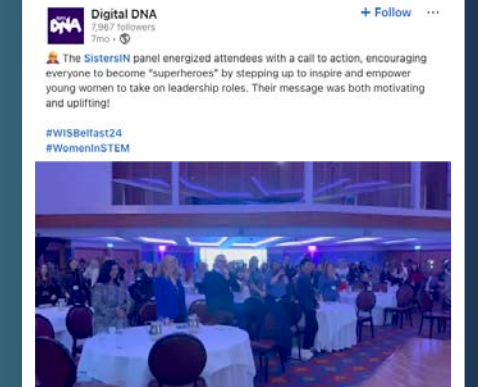 DNA
Digital DNA
7,967 followers
7mo •
+ Follow ...
The SistersIN panel energized attendees with a call to action, encouraging
everyone to become "superheroes" by stepping up to inspire and empower
young women to take on leadership roles. Their message was both motivating
and uplifting!
#WISBelfast24
#WomenInSTEM